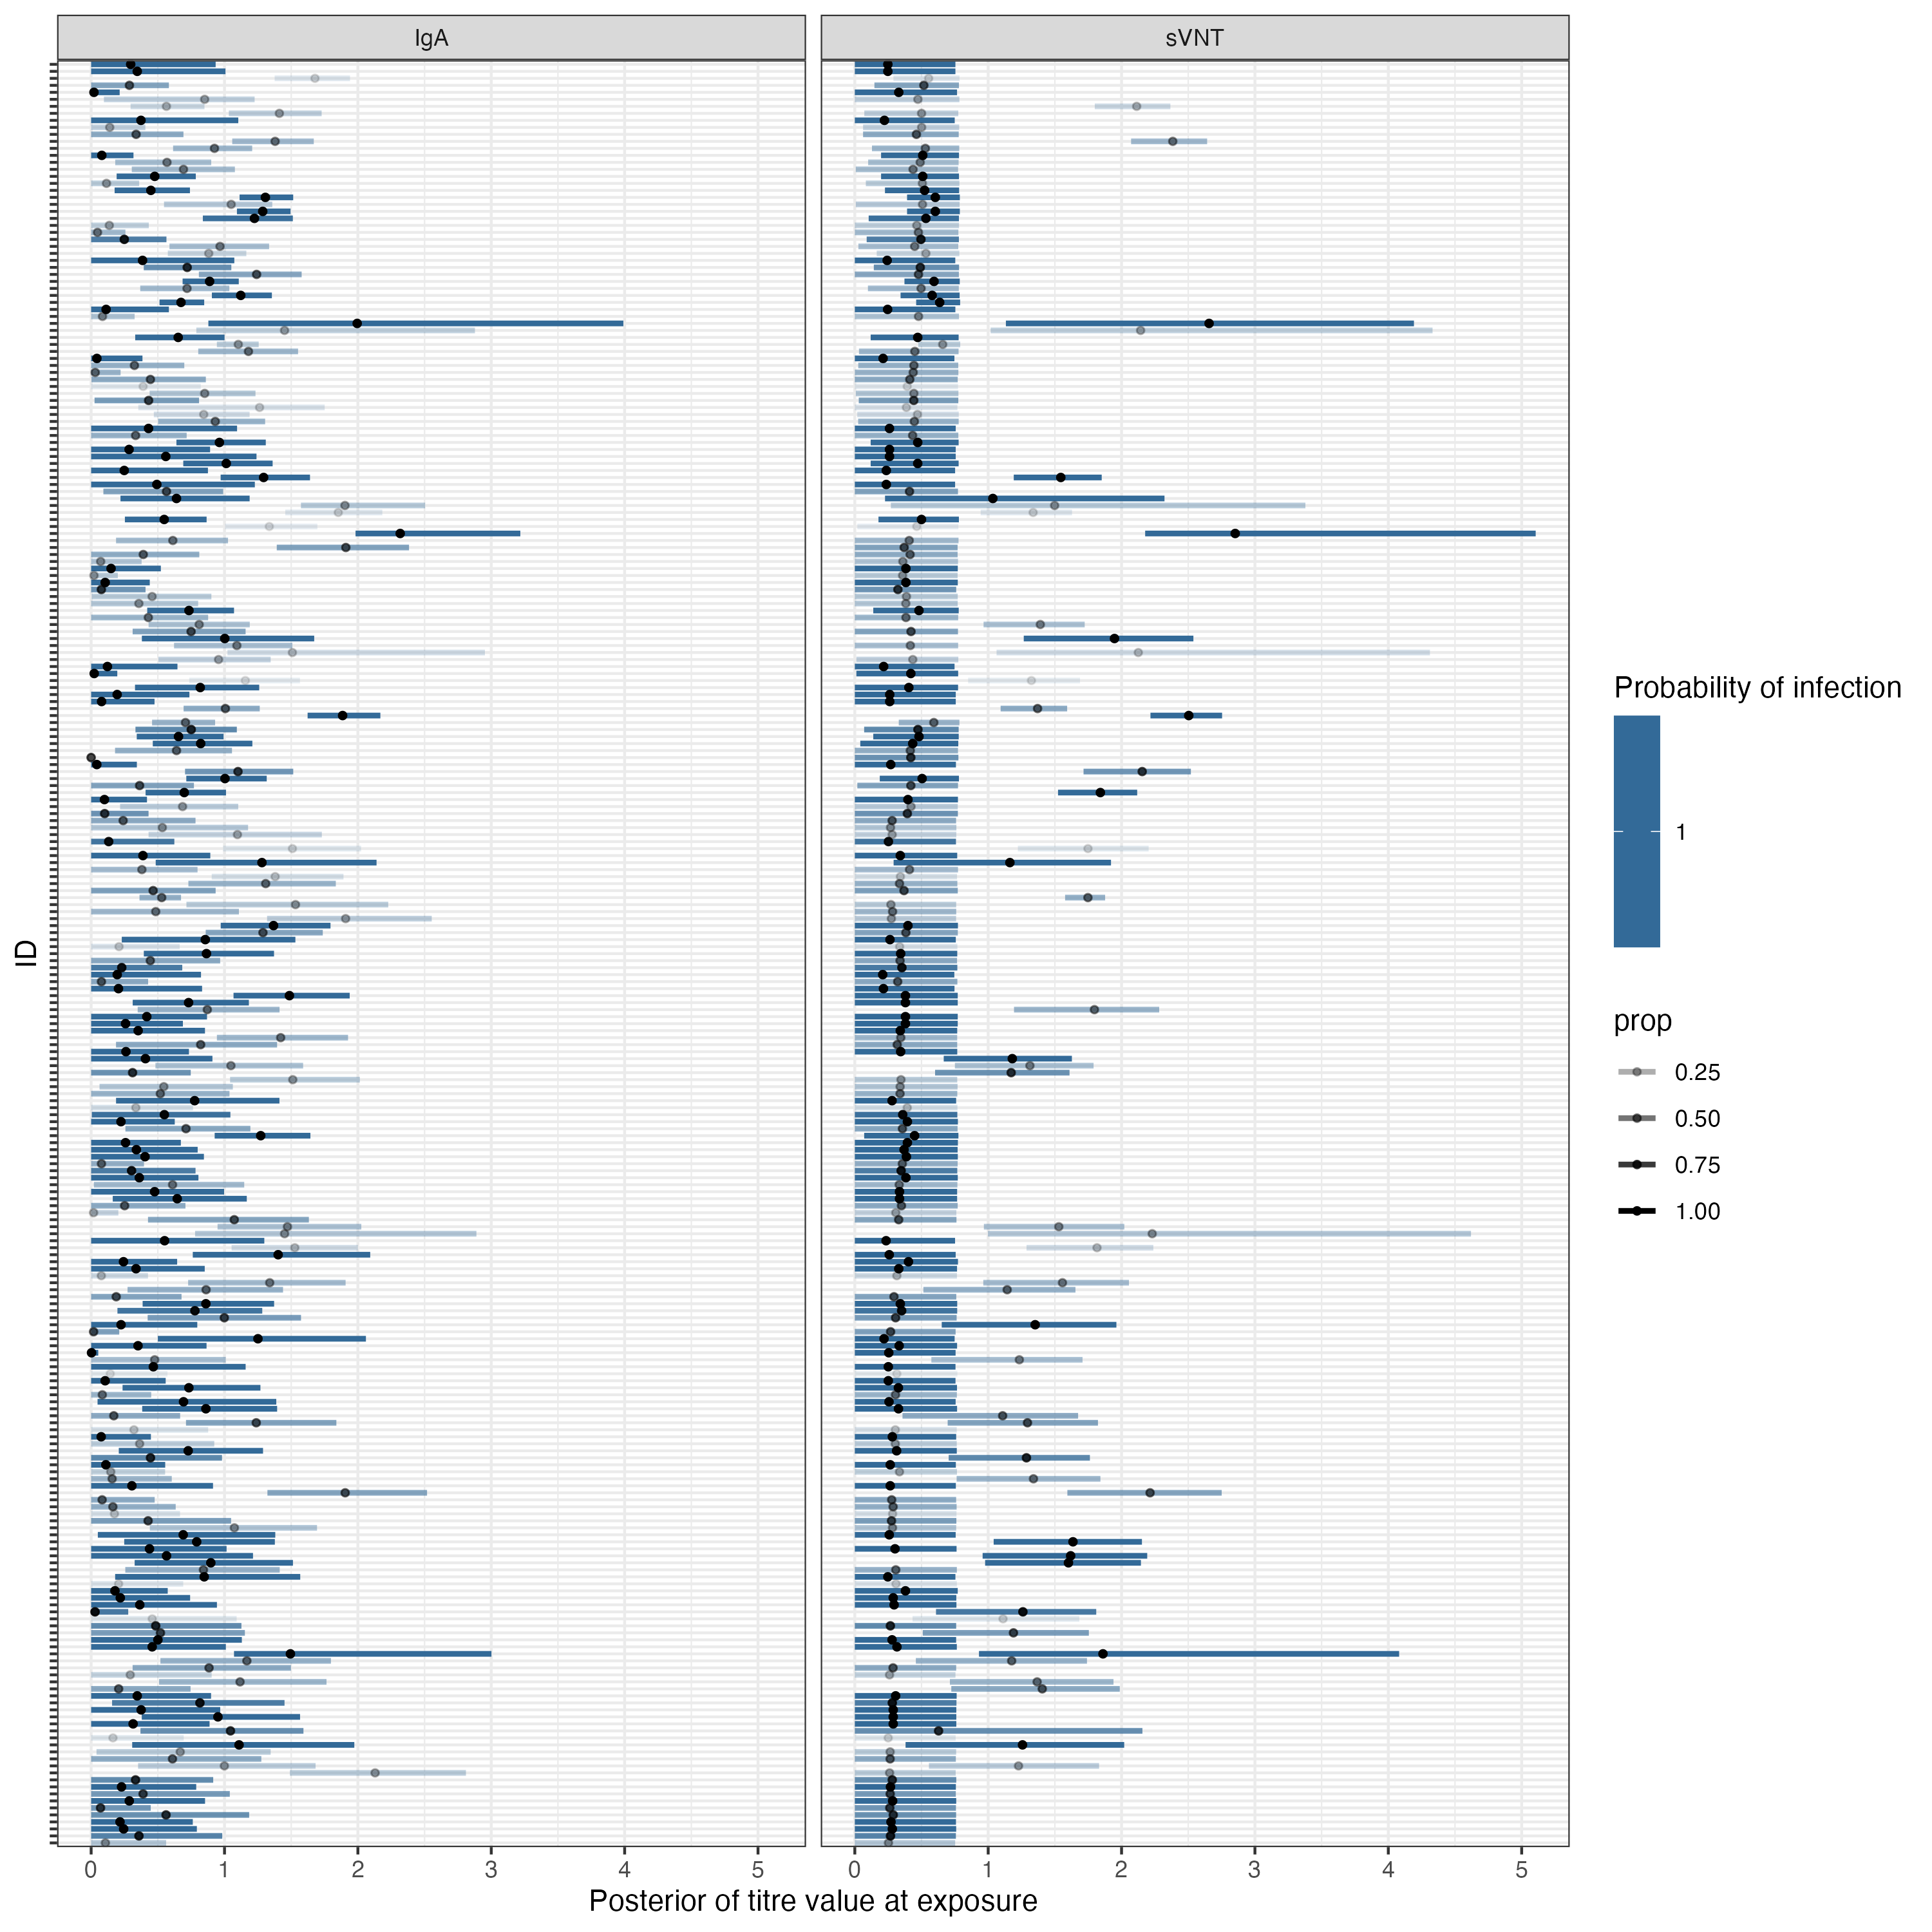 IgA
sVNT
ID
0 1 2 3 4 5
0 1 2 3 4 5
Posterior of titre value at exposure
Probability of infection
1
prop
0.25
0.50
0.75
1.00